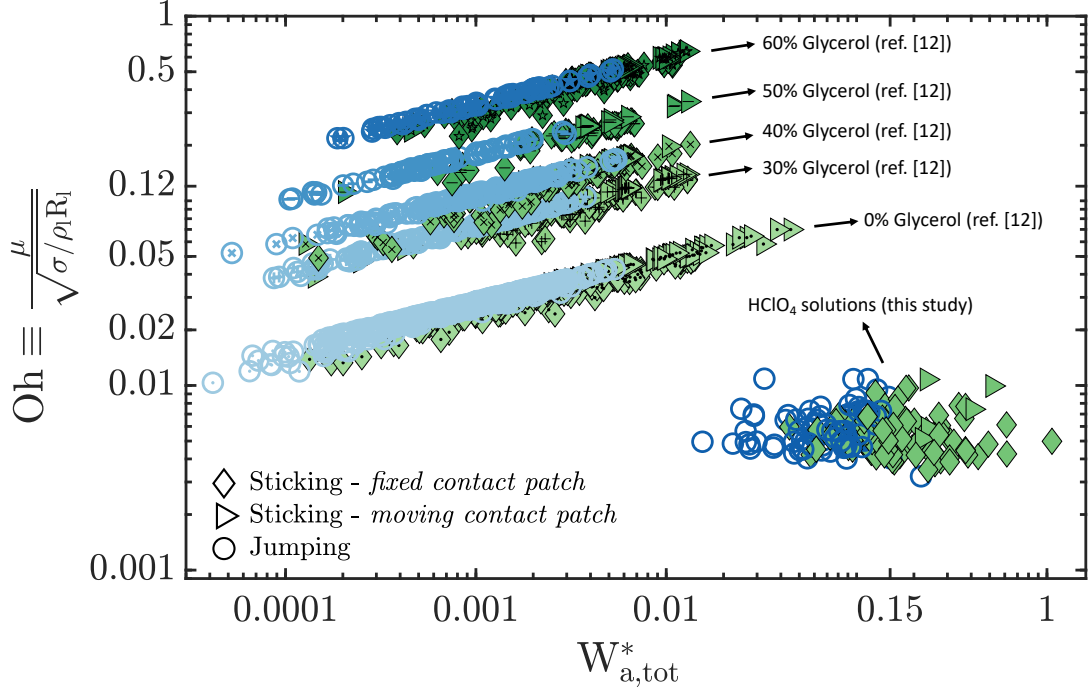 1
0.5
0.12
0.05
0.02
0.01
0.001
Oh ≡ μ / √(σ/ρ_l R_l)
60% Glycerol (ref. [12])
50% Glycerol (ref. [12])
40% Glycerol (ref. [12])
30% Glycerol (ref. [12])
0% Glycerol (ref. [12])
HClO₄ solutions (this study)
Sticking - fixed contact patch
Sticking - moving contact patch
Jumping
0.0001 0.001 0.01 0.15 1
W*_{a,tot}